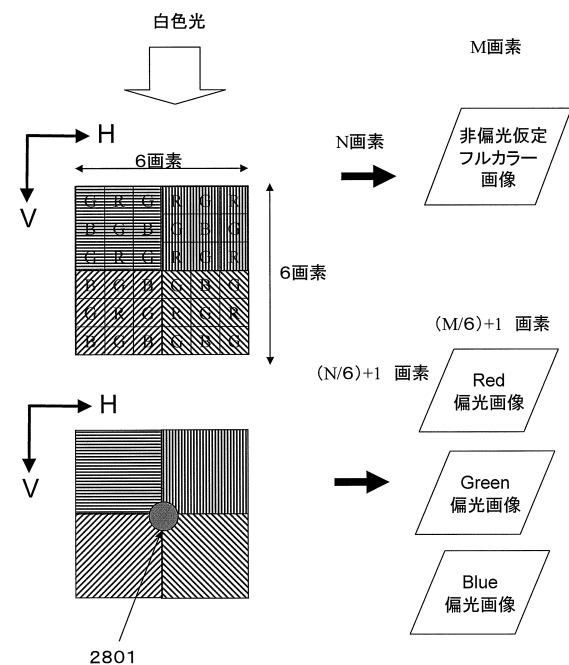 白色光
M画素
H
V
6画素
N画素
非偏光仮定
フルカラー
画像
G R G R G R
B G B G B G
G R G R G R
B G B G B G
G R G R G R
B G B G B G
6画素
(M/6)+1 画素
(N/6)+1 画素
H
V
Red
偏光画像
Green
偏光画像
Blue
偏光画像
2801